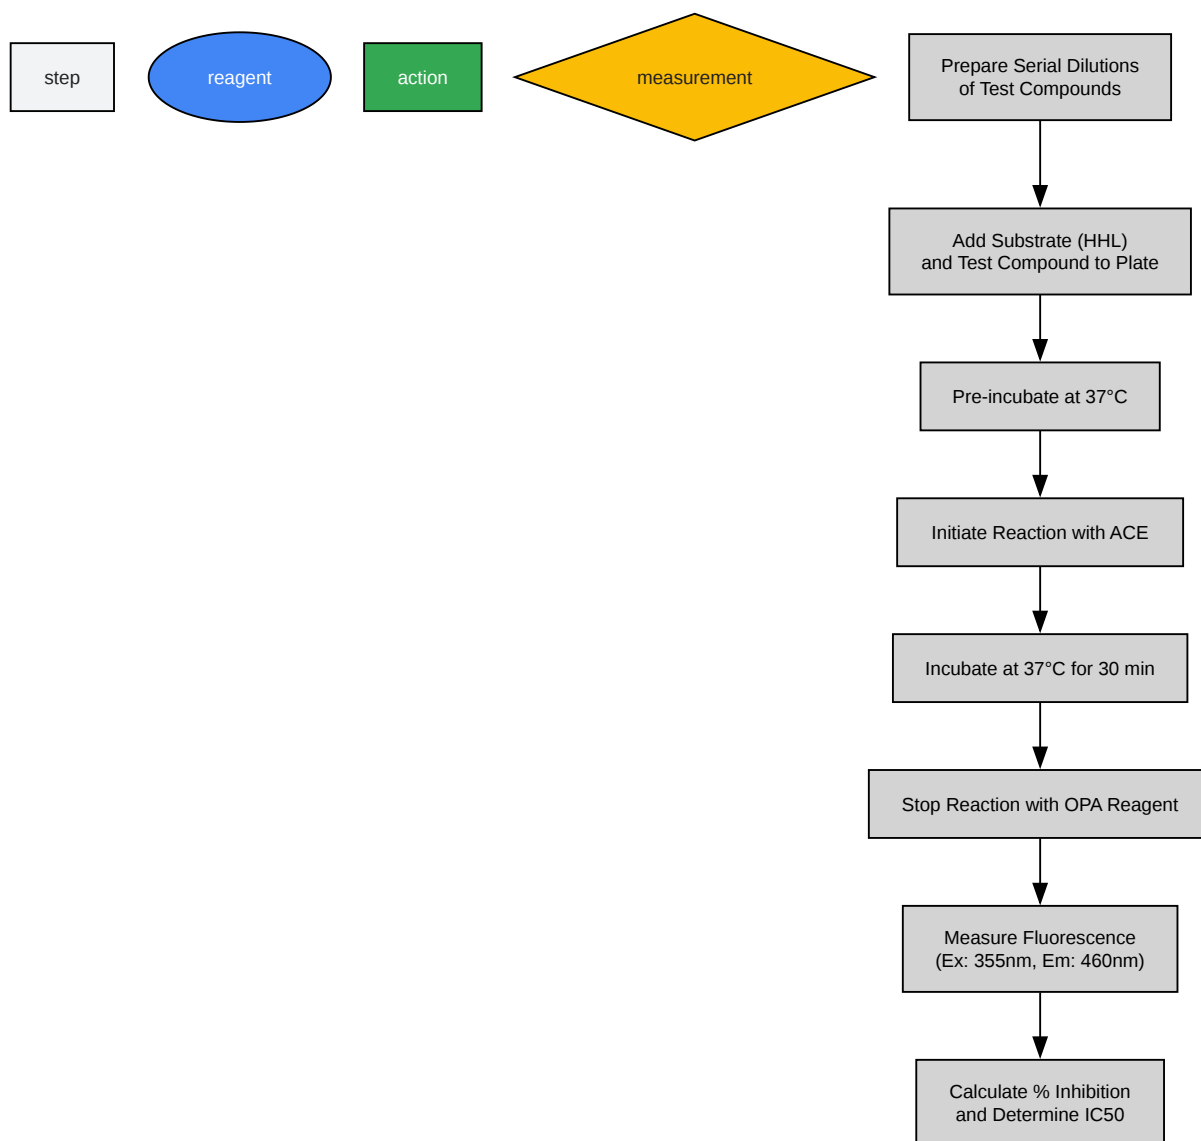 step
reagent
action
measurement
Prepare Serial Dilutions
of Test Compounds
Add Substrate (HHL)
and Test Compound to Plate
Pre-incubate at 37°C
Initiate Reaction with ACE
Incubate at 37°C for 30 min
Stop Reaction with OPA Reagent
Measure Fluorescence
(Ex: 355nm, Em: 460nm)
Calculate % Inhibition
and Determine IC50